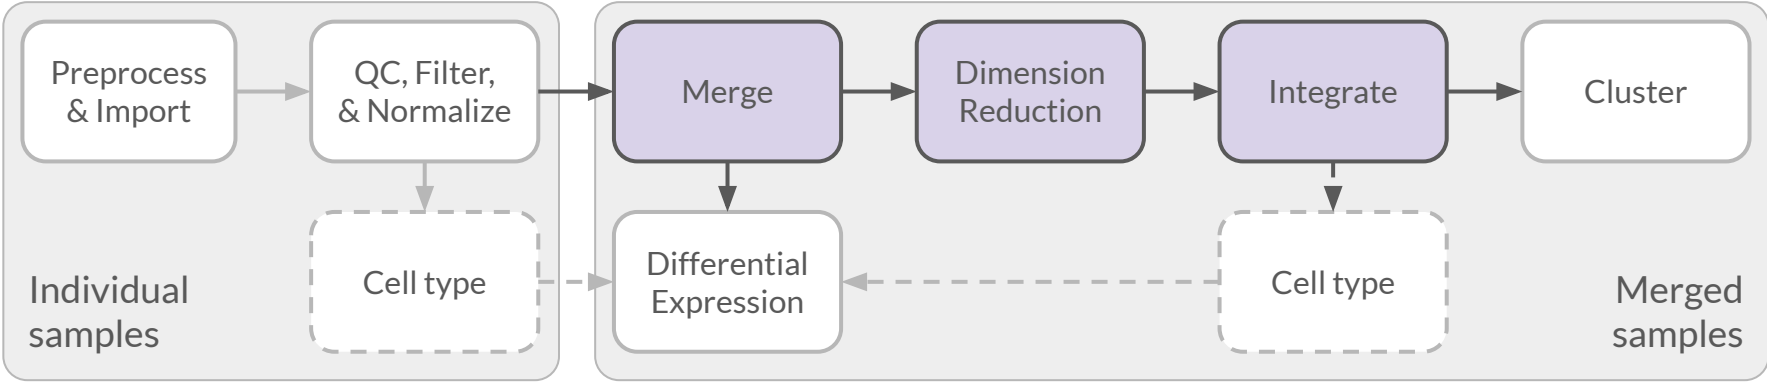 Preprocess
& Import
QC, Filter,
& Normalize
Merge
Dimension
Reduction
Integrate
Cluster
Individual
samples
Cell type
Differential
Expression
Cell type
Merged
samples